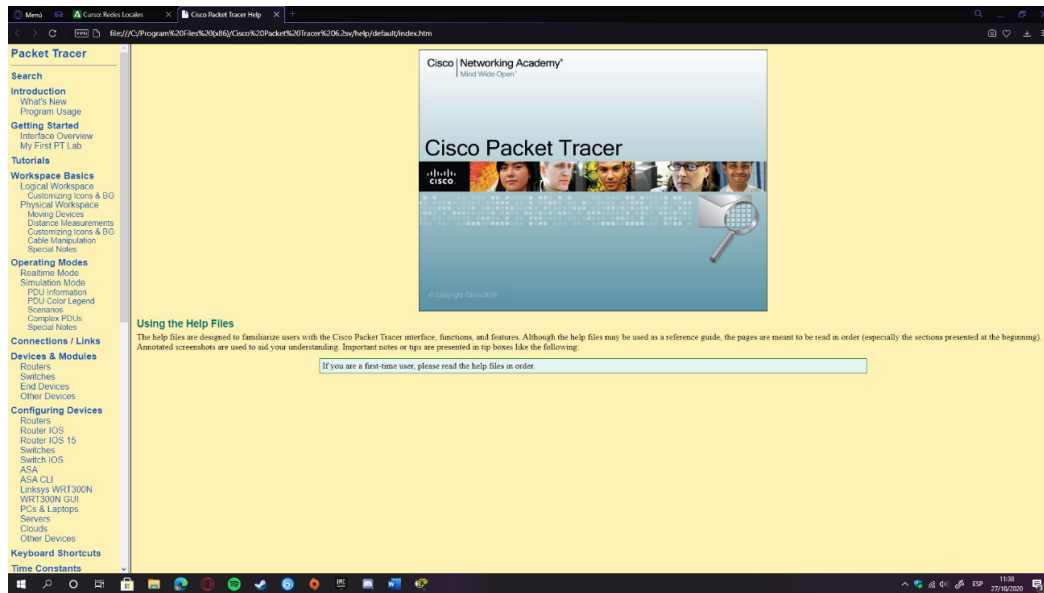 Menú
Curso: Redes Locales
Cisco Packet Tracer Help
VPN
file:///C:/Program%20Files%20(x86)/Cisco%20Packet%20Tracer%206.2sv/help/default/index.htm
Packet Tracer
Search
Introduction
What's New
Program Usage
Getting Started
Interface Overview
My First PT Lab
Tutorials
Workspace Basics
Logical Workspace
Customizing Icons & BG
Physical Workspace
Moving Devices
Distance Measurements
Customizing Icons & BG
Cable Manipulation
Special Notes
Operating Modes
Realtime Mode
Simulation Mode
PDU Information
PDU Color Legend
Scenarios
Complex PDUs
Special Notes
Connections / Links
Devices & Modules
Routers
Switches
End Devices
Other Devices
Configuring Devices
Routers
Router IOS
Router IOS 15
Switches
Switch IOS
ASA
ASA CLI
Linksys WRT300N
WRT300N GUI
PCs & Laptops
Servers
Clouds
Other Devices
Keyboard Shortcuts
Time Constants
Cisco Networking Academy®
Mind Wide Open™
Cisco Packet Tracer
CISCO.
© Copyright Cisco 2010
Using the Help Files
The help files are designed to familiarize users with the Cisco Packet Tracer interface, functions, and features. Although the help files may be used as a reference guide, the pages are meant to be read in order (especially the sections presented at the beginning).
Annotated screenshots are used to aid your understanding. Important notes or tips are presented in tip boxes like the following:
If you are a first-time user, please read the help files in order.
EPIC
ESP
11:38
27/10/2020